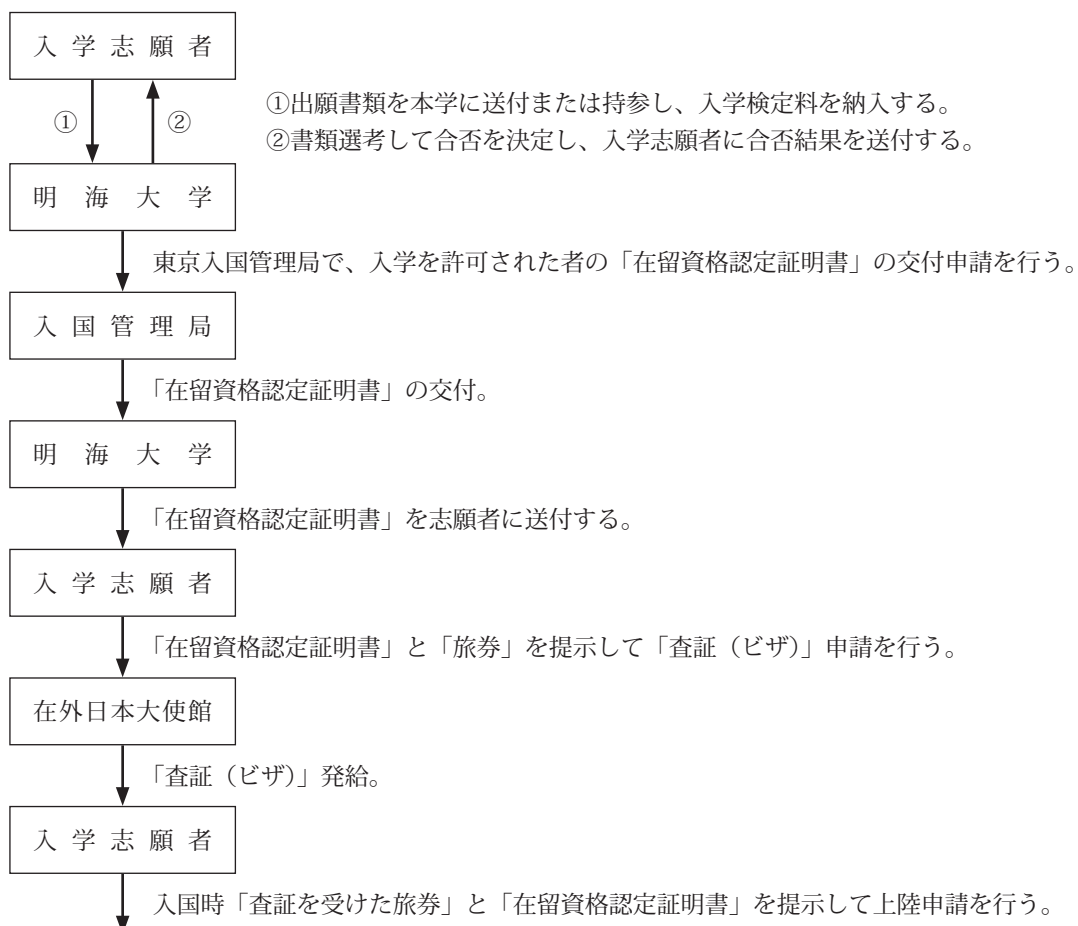 入学志願者
① ②
①出願書類を本学に送付または持参し、入学検定料を納入する。
②書類選考して合否を決定し、入学志願者に合否結果を送付する。
明海大学
東京入国管理局で、入学を許可された者の「在留資格認定証明書」の交付申請を行う。
入国管理局
「在留資格認定証明書」の交付。
明海大学
「在留資格認定証明書」を志願者に送付する。
入学志願者
「在留資格認定証明書」と「旅券」を提示して「査証（ビザ）」申請を行う。
在外日本大使館
「査証（ビザ）」発給。
入学志願者
入国時「査証を受けた旅券」と「在留資格認定証明書」を提示して上陸申請を行う。